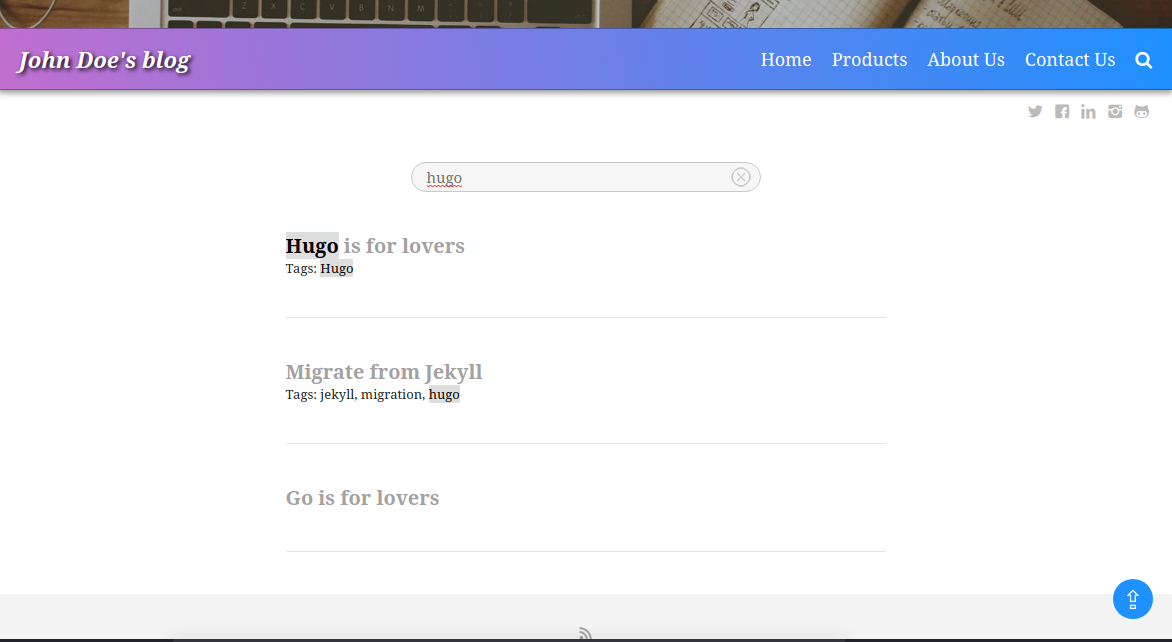 John Doe's blog
Home Products About Us Contact Us
hugo
Hugo is for lovers
Tags: Hugo
Migrate from Jekyll
Tags: jekyll, migration, hugo
Go is for lovers